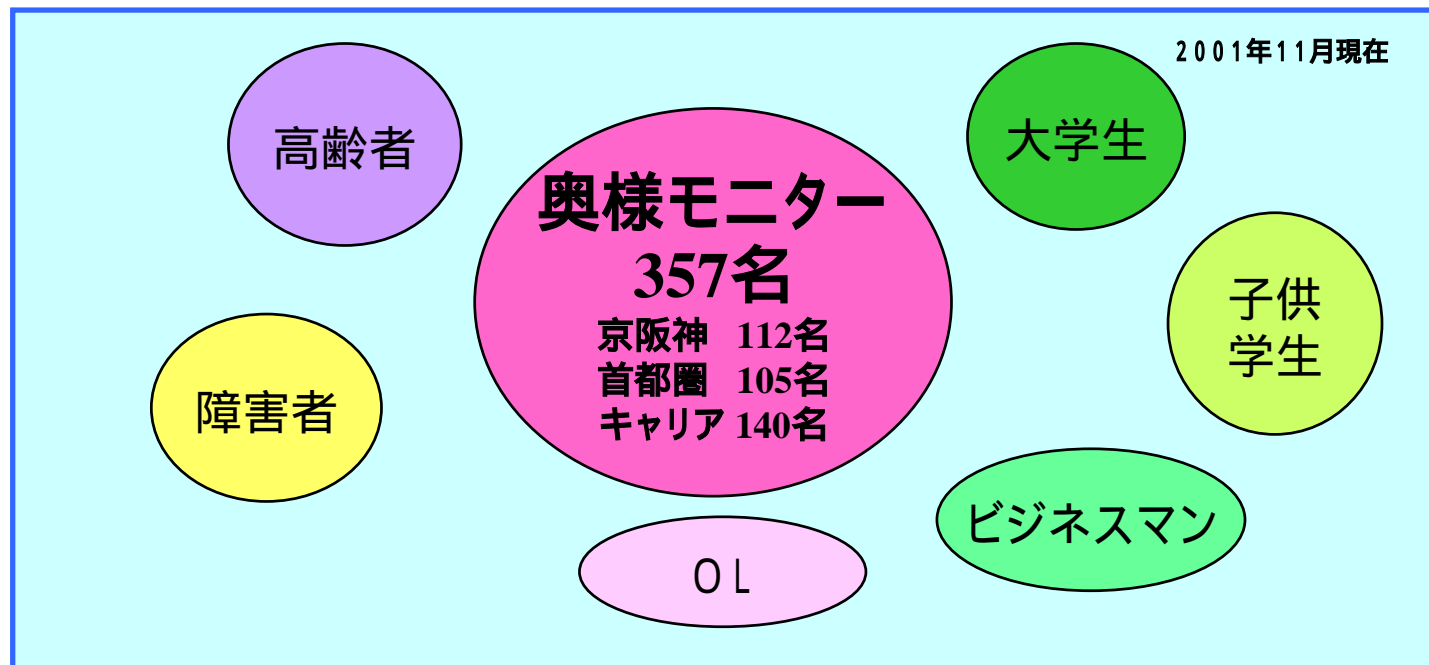 2001年11月現在
高齢者
大学生
奥様モニター
357名
京阪神 112名
首都圏 105名
キャリア 140名
子供
学生
障害者
ビジネスマン
OL